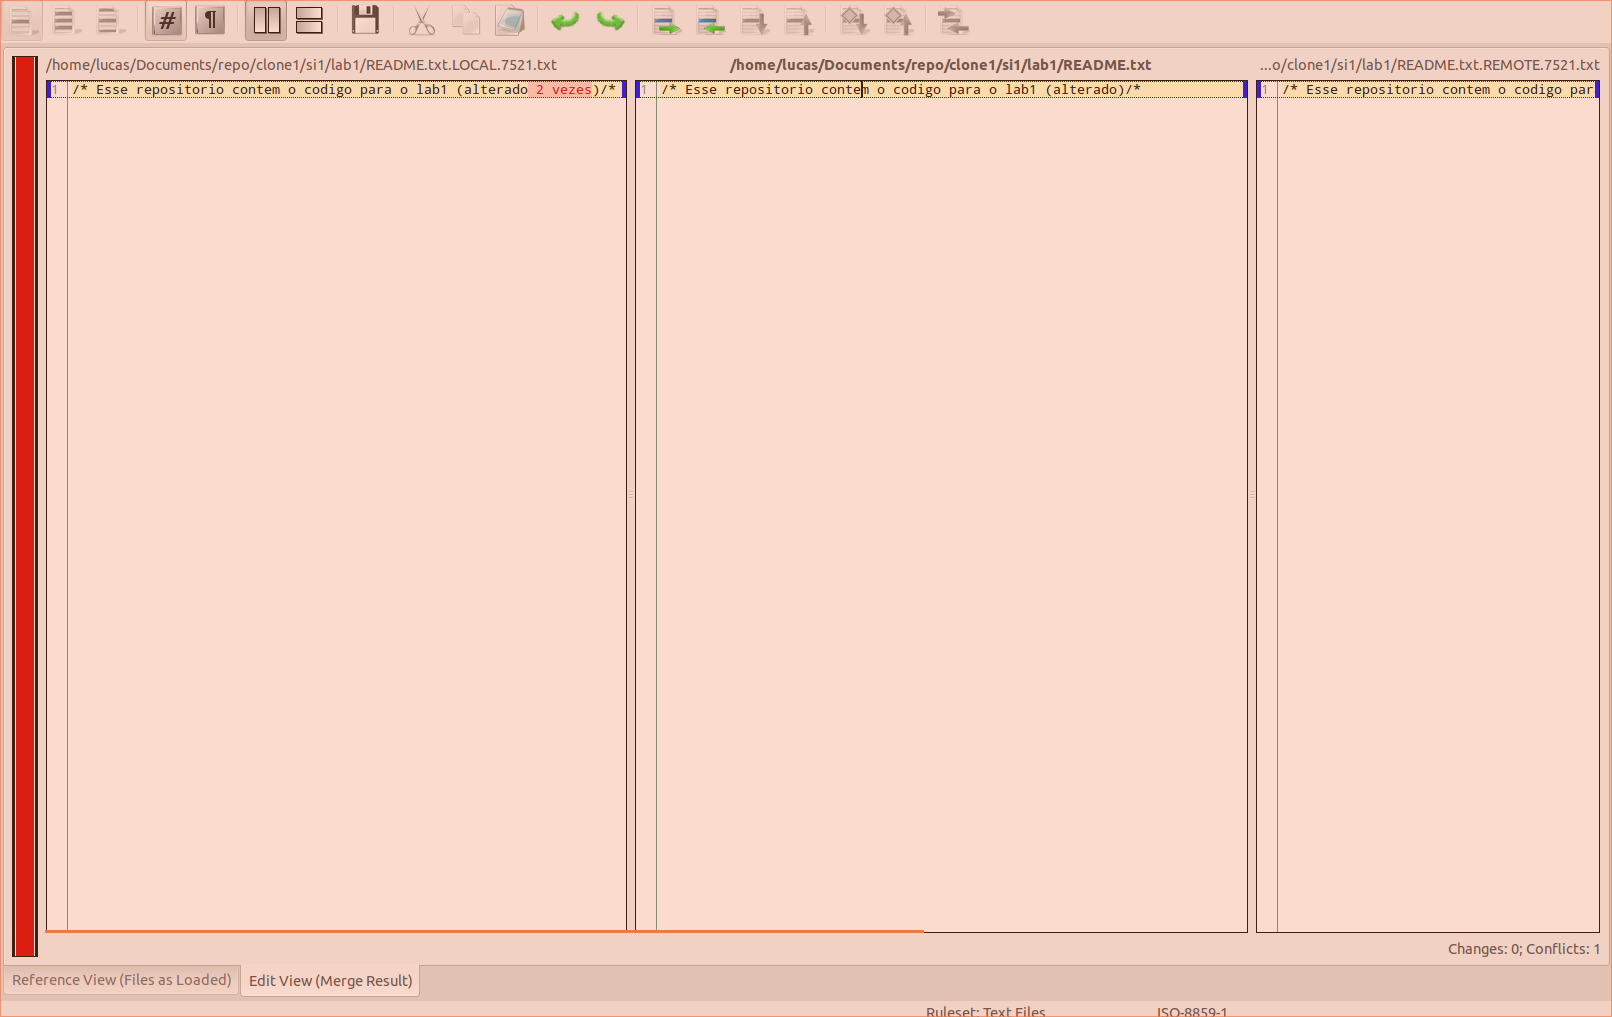 # ¶
/home/lucas/Documents/repo/clone1/si1/lab1/README.txt.LOCAL.7521.txt
/home/lucas/Documents/repo/clone1/si1/lab1/README.txt
...o/clone1/si1/lab1/README.txt.REMOTE.7521.txt
1 /* Esse repositorio contem o codigo para o lab1 (alterado 2 vezes)/*
1 /* Esse repositorio contem o codigo para o lab1 (alterado)/*
1 /* Esse repositorio contem o codigo par
Changes: 0; Conflicts: 1
Reference View (Files as Loaded)
Edit View (Merge Result)
Ruleset: Text Files
ISO-8859-1